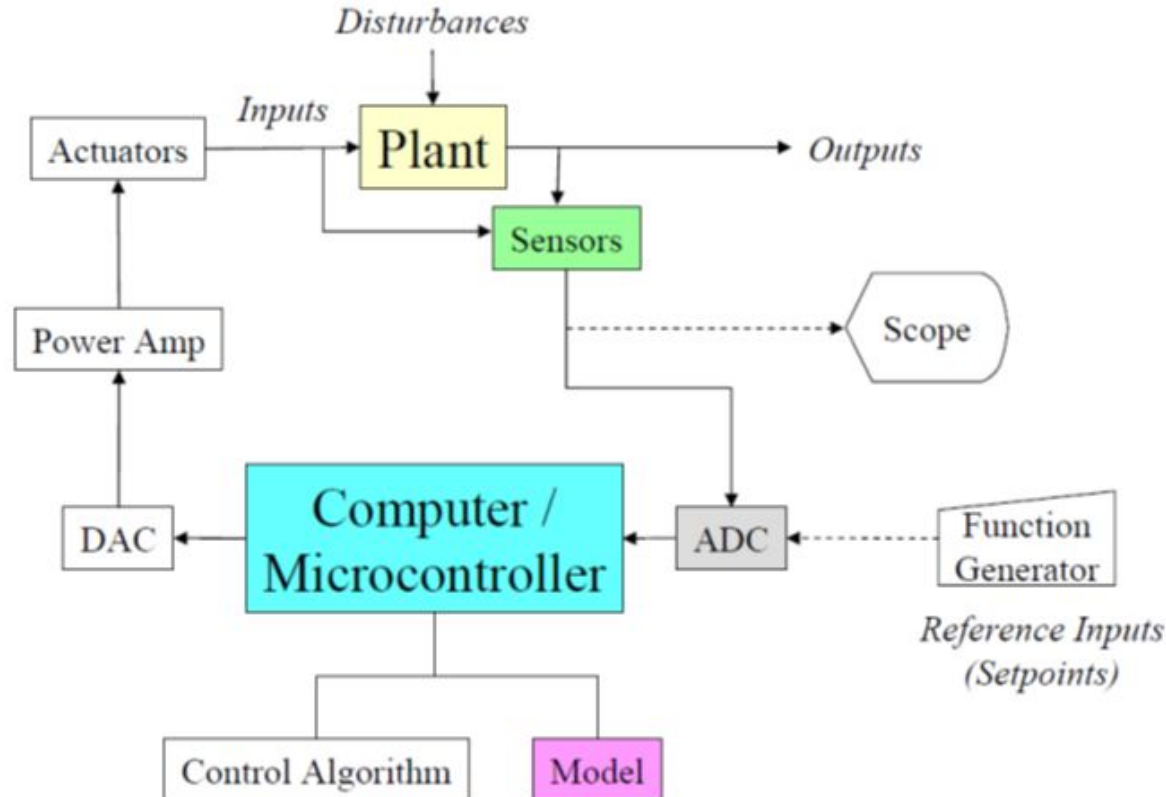 Disturbances
Inputs
Actuators
Plant
Outputs
Sensors
Power Amp
Scope
Computer /
Microcontroller
DAC
ADC
Function
Generator
Reference Inputs
(Setpoints)
Control Algorithm
Model